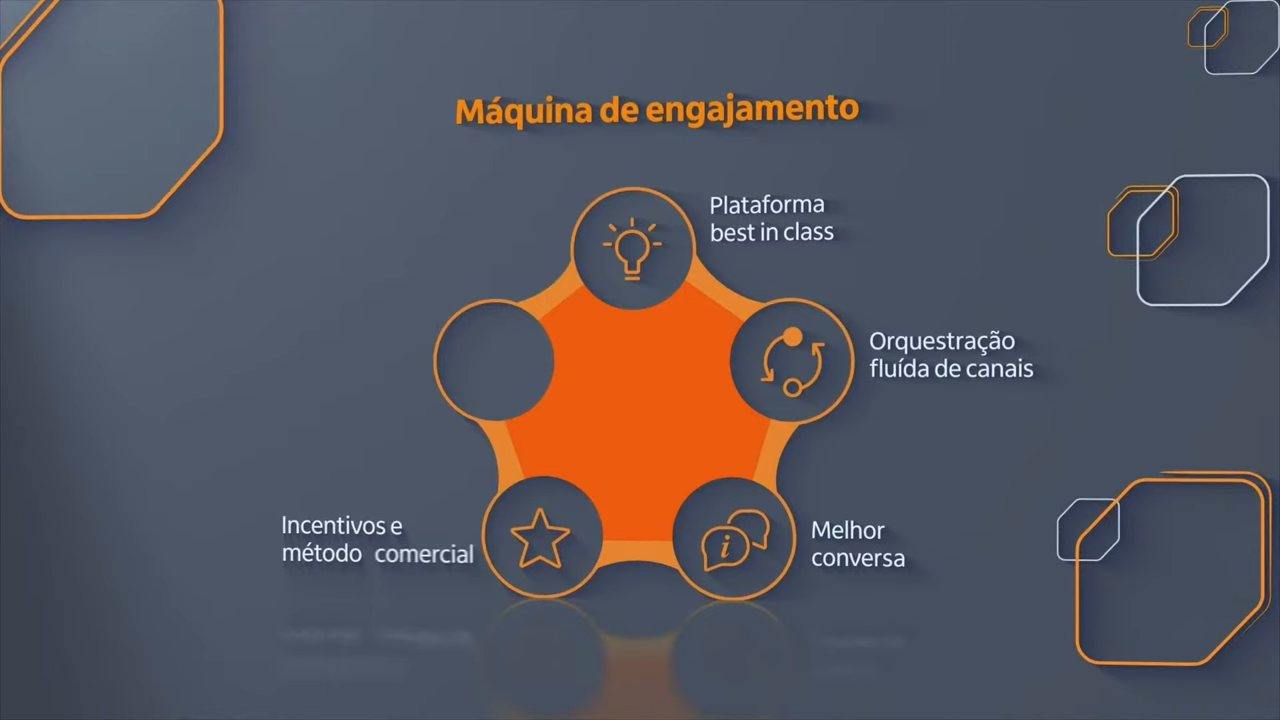 Máquina de engajamento
Plataforma
best in class
Orquestração
fluída de canais
Melhor
conversa
Incentivos e
método comercial